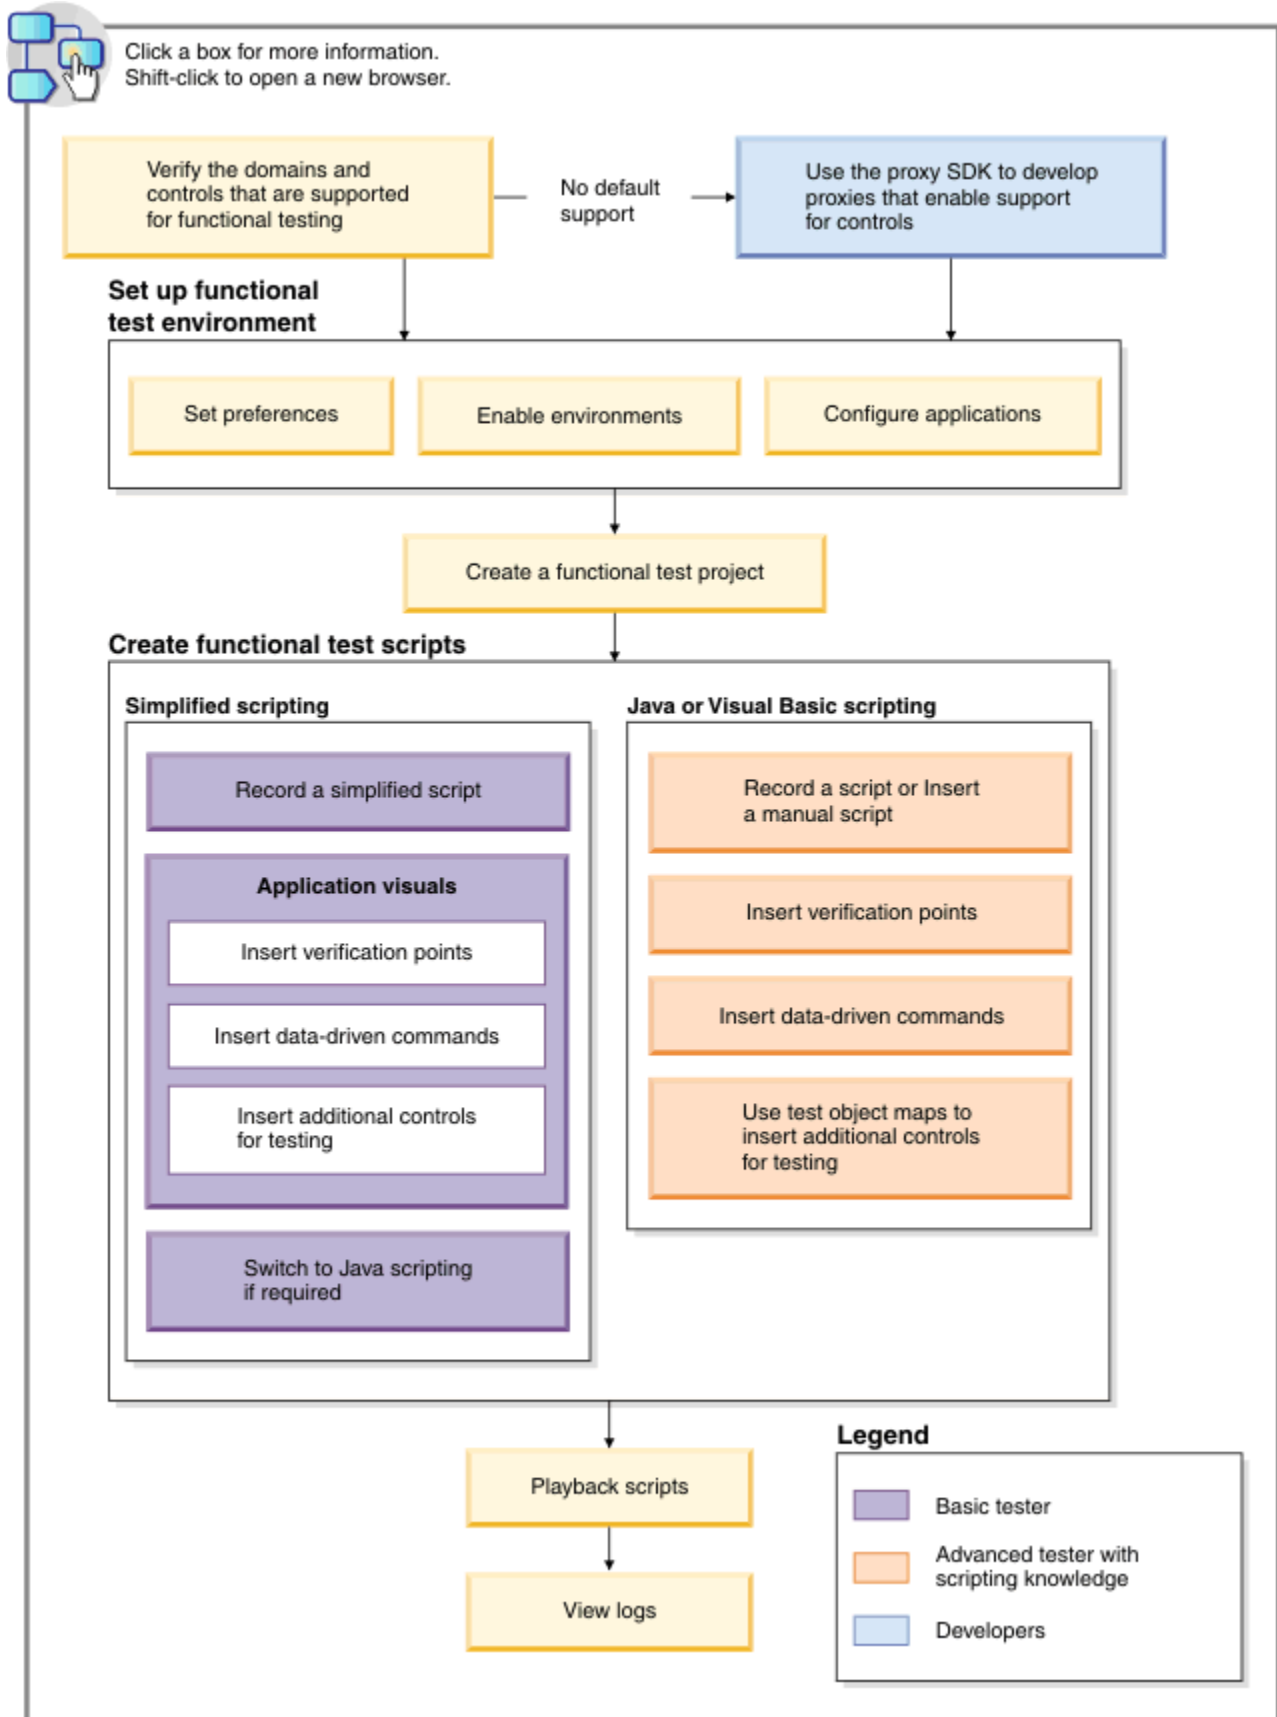 Click a box for more information.
Shift-click to open a new browser.
Verify the domains and
controls that are supported
for functional testing
No default
support
Use the proxy SDK to develop
proxies that enable support
for controls
Set up functional
test environment
Set preferences
Enable environments
Configure applications
Create a functional test project
Create functional test scripts
Simplified scripting
Record a simplified script
Application visuals
Insert verification points
Insert data-driven commands
Insert additional controls
for testing
Switch to Java scripting
if required
Java or Visual Basic scripting
Record a script or Insert
a manual script
Insert verification points
Insert data-driven commands
Use test object maps to
insert additional controls
for testing
Playback scripts
View logs
Legend
Basic tester
Advanced tester with
scripting knowledge
Developers